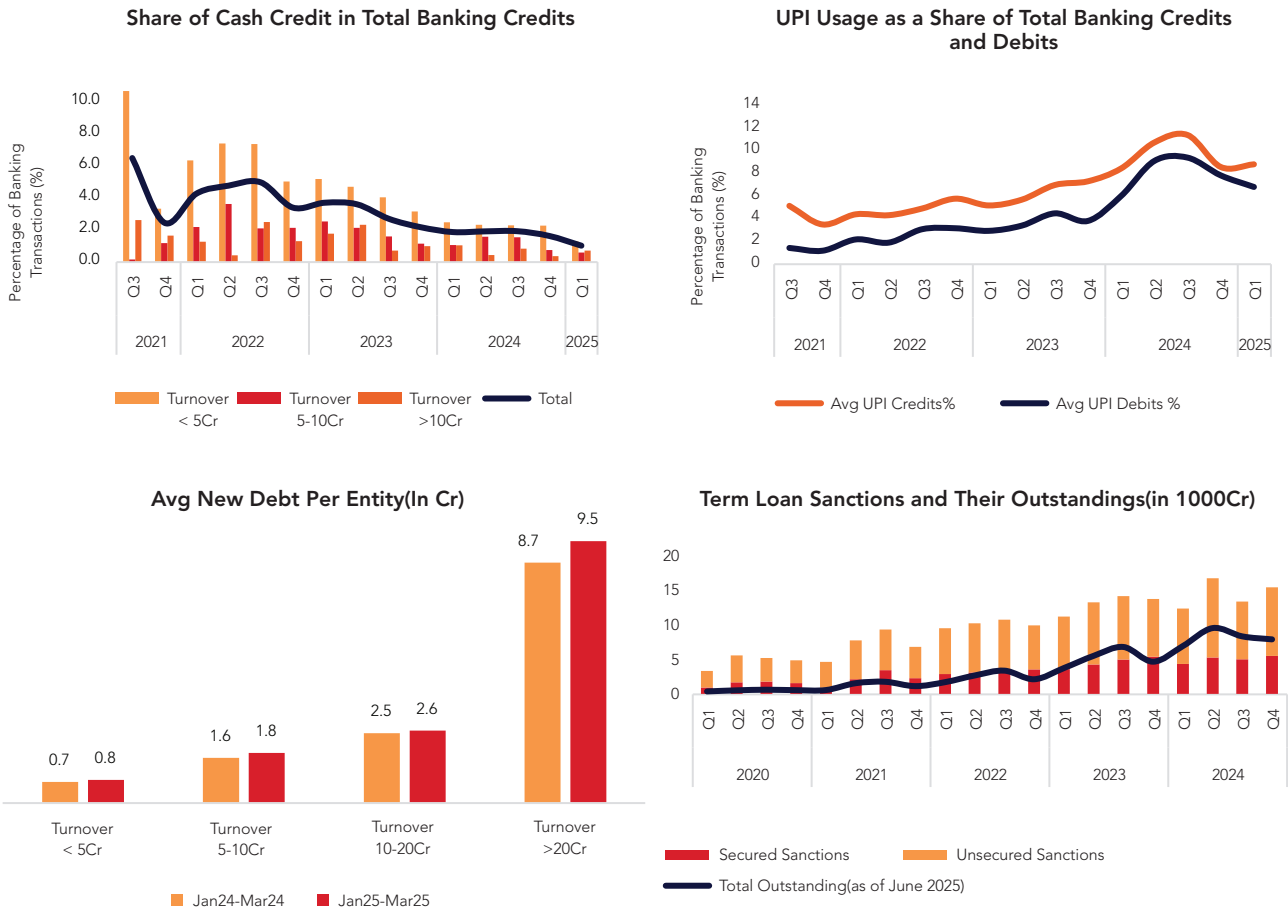 Share of Cash Credit in Total Banking Credits
Percentage of Banking
Transactions (%)
10.0
8.0
6.0
4.0
2.0
0.0
Q3 Q4 Q1 Q2 Q3 Q4 Q1 Q2 Q3 Q4 Q1 Q2 Q3 Q4 Q1
2021 2022 2023 2024 2025
Turnover < 5Cr
Turnover 5-10Cr
Turnover >10Cr
Total
UPI Usage as a Share of Total Banking Credits
and Debits
Percentage of Banking
Transactions (%)
14
12
10
8
6
4
2
0
Q3 Q4 Q1 Q2 Q3 Q4 Q1 Q2 Q3 Q4 Q1 Q2 Q3 Q4 Q1
2021 2022 2023 2024 2025
Avg UPI Credits% Avg UPI Debits %
Avg New Debt Per Entity(In Cr)
0.7 0.8 1.6 1.8 2.5 2.6 8.7 9.5
Turnover
< 5Cr
Turnover
5-10Cr
Turnover
10-20Cr
Turnover
>20Cr
Jan24-Mar24 Jan25-Mar25
Term Loan Sanctions and Their Outstandings(in 1000Cr)
20
15
10
5
0
Q1 Q2 Q3 Q4 Q1 Q2 Q3 Q4 Q1 Q2 Q3 Q4 Q1 Q2 Q3 Q4 Q1 Q2 Q3 Q4
2020 2021 2022 2023 2024
Secured Sanctions Unsecured Sanctions
Total Outstanding(as of June 2025)